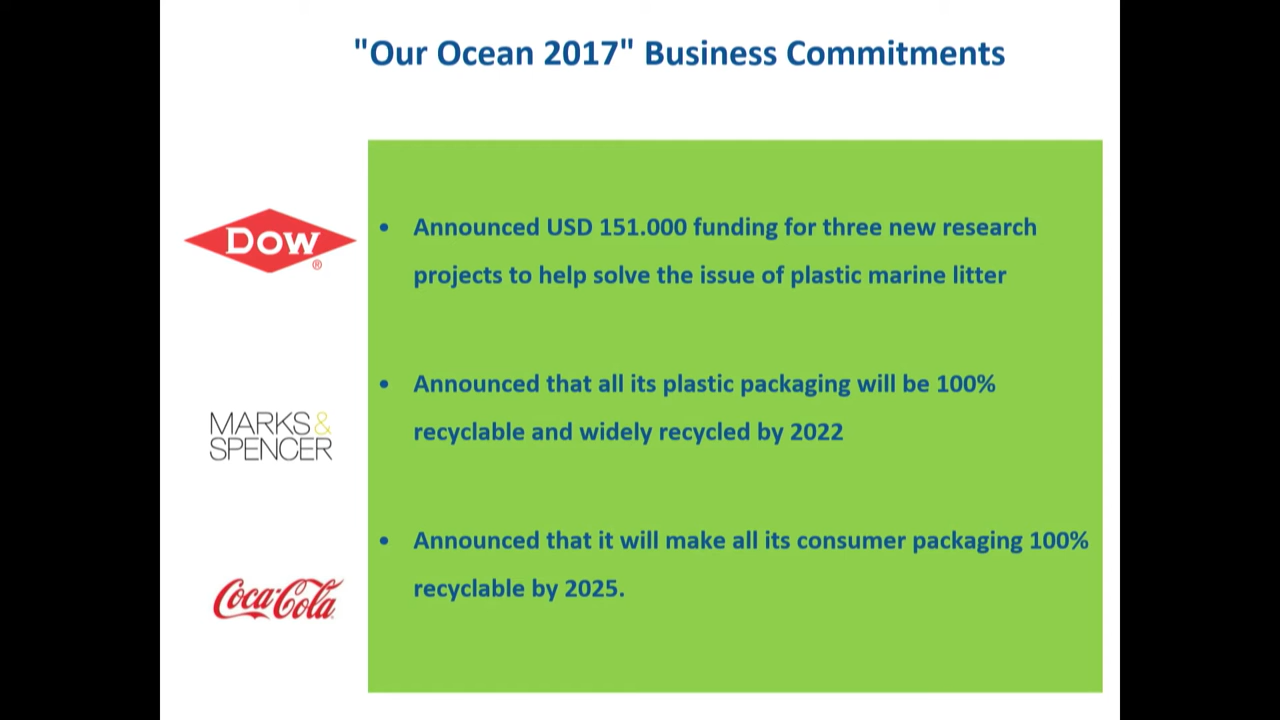 "Our Ocean 2017" Business Commitments
DOW®
• Announced USD 151.000 funding for three new research
projects to help solve the issue of plastic marine litter
MARKS&
SPENCER
• Announced that all its plastic packaging will be 100%
recyclable and widely recycled by 2022
Coca-Cola
• Announced that it will make all its consumer packaging 100%
recyclable by 2025.